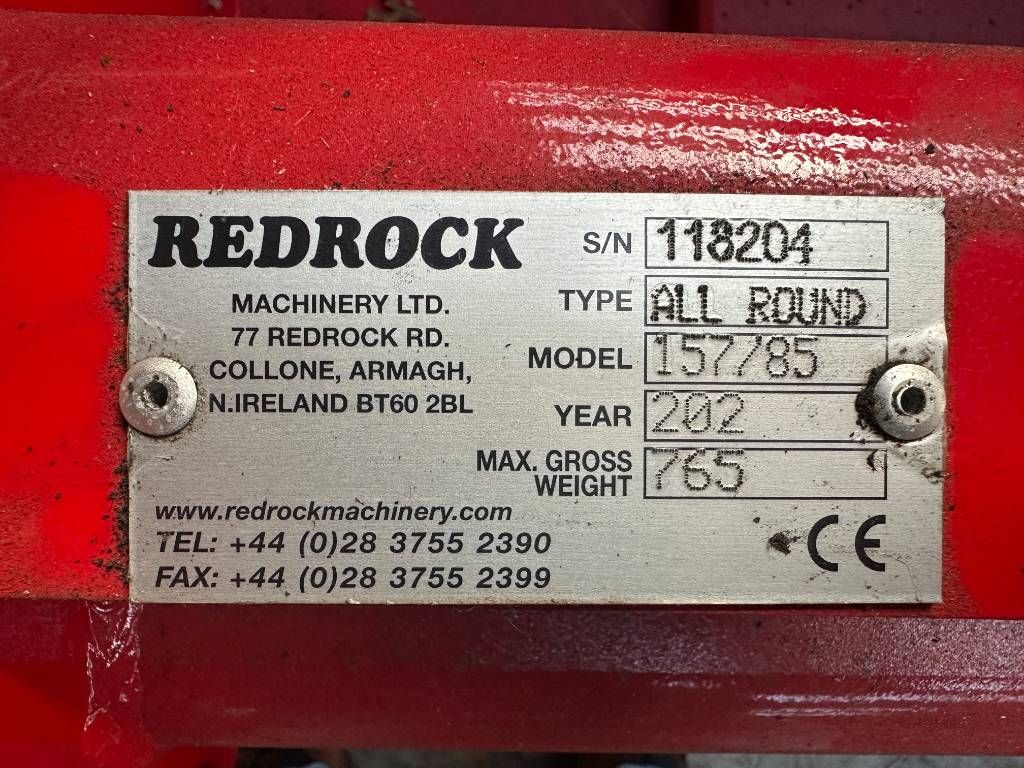 REDROCK
MACHINERY LTD.
77 REDROCK RD.
COLLONE, ARMAGH,
N.IRELAND BT60 2BL
S/N 118204
TYPE ALL ROUND
MODEL 157/85
YEAR 202
MAX. GROSS
WEIGHT 765
www.redrockmachinery.com
TEL: +44 (0)28 3755 2390
FAX: +44 (0)28 3755 2399
CE